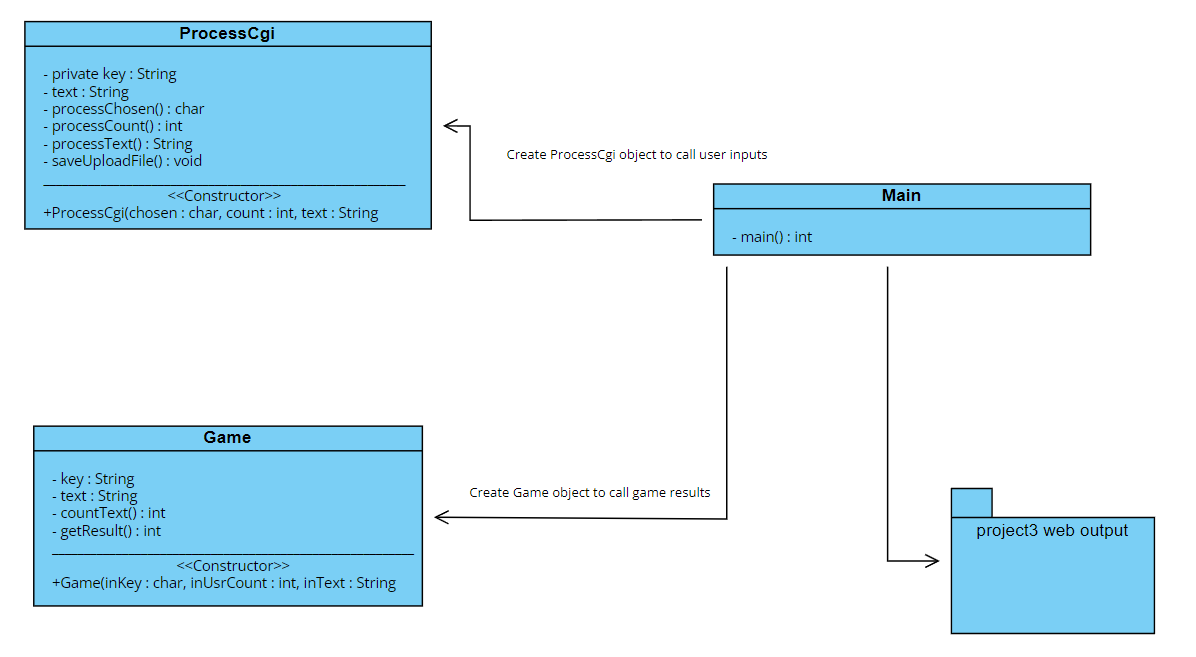 ProcessCgi
- private key : String
- text : String
- processChosen() : char
- processCount() : int
- processText() : String
- saveUploadFile() : void
<<Constructor>>
+ProcessCgi(chosen : char, count : int, text : String
Create ProcessCgi object to call user inputs
Main
- main() : int
Game
- key : String
- text : String
- countText() : int
- getResult() : int
<<Constructor>>
+Game(inKey : char, inUsrCount : int, inText : String
Create Game object to call game results
project3 web output